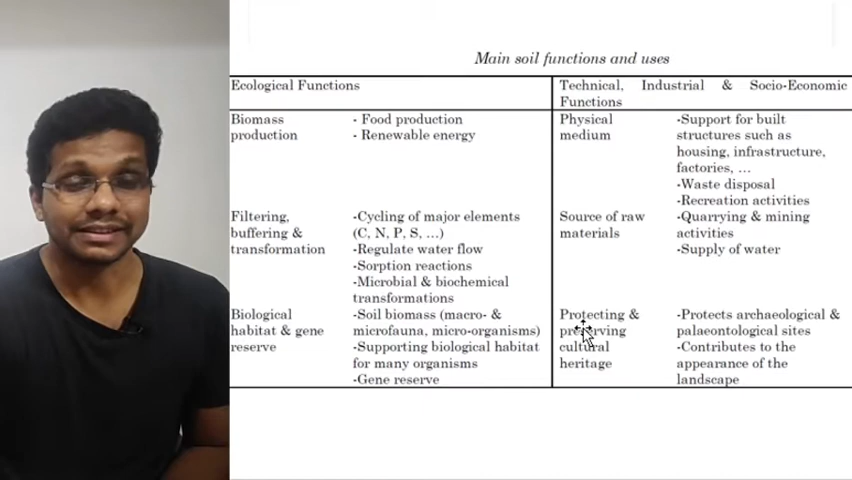 Main soil functions and uses
Ecological Functions
Technical, Industrial & Socio-Economic
Functions
Biomass
production
- Food production
- Renewable energy
Physical
medium
-Support for built
structures such as
housing, infrastructure,
factories, ...
-Waste disposal
-Recreation activities
Filtering,
buffering &
transformation
-Cycling of major elements
(C, N, P, S, ...)
-Regulate water flow
-Sorption reactions
-Microbial & biochemical
transformations
Source of raw
materials
-Quarrying & mining
activities
-Supply of water
Biological
habitat & gene
reserve
-Soil biomass (macro- &
microfauna, micro-organisms)
-Supporting biological habitat
for many organisms
-Gene reserve
Protecting &
preserving
cultural
heritage
-Protects archaeological &
palaeontological sites
-Contributes to the
appearance of the
landscape